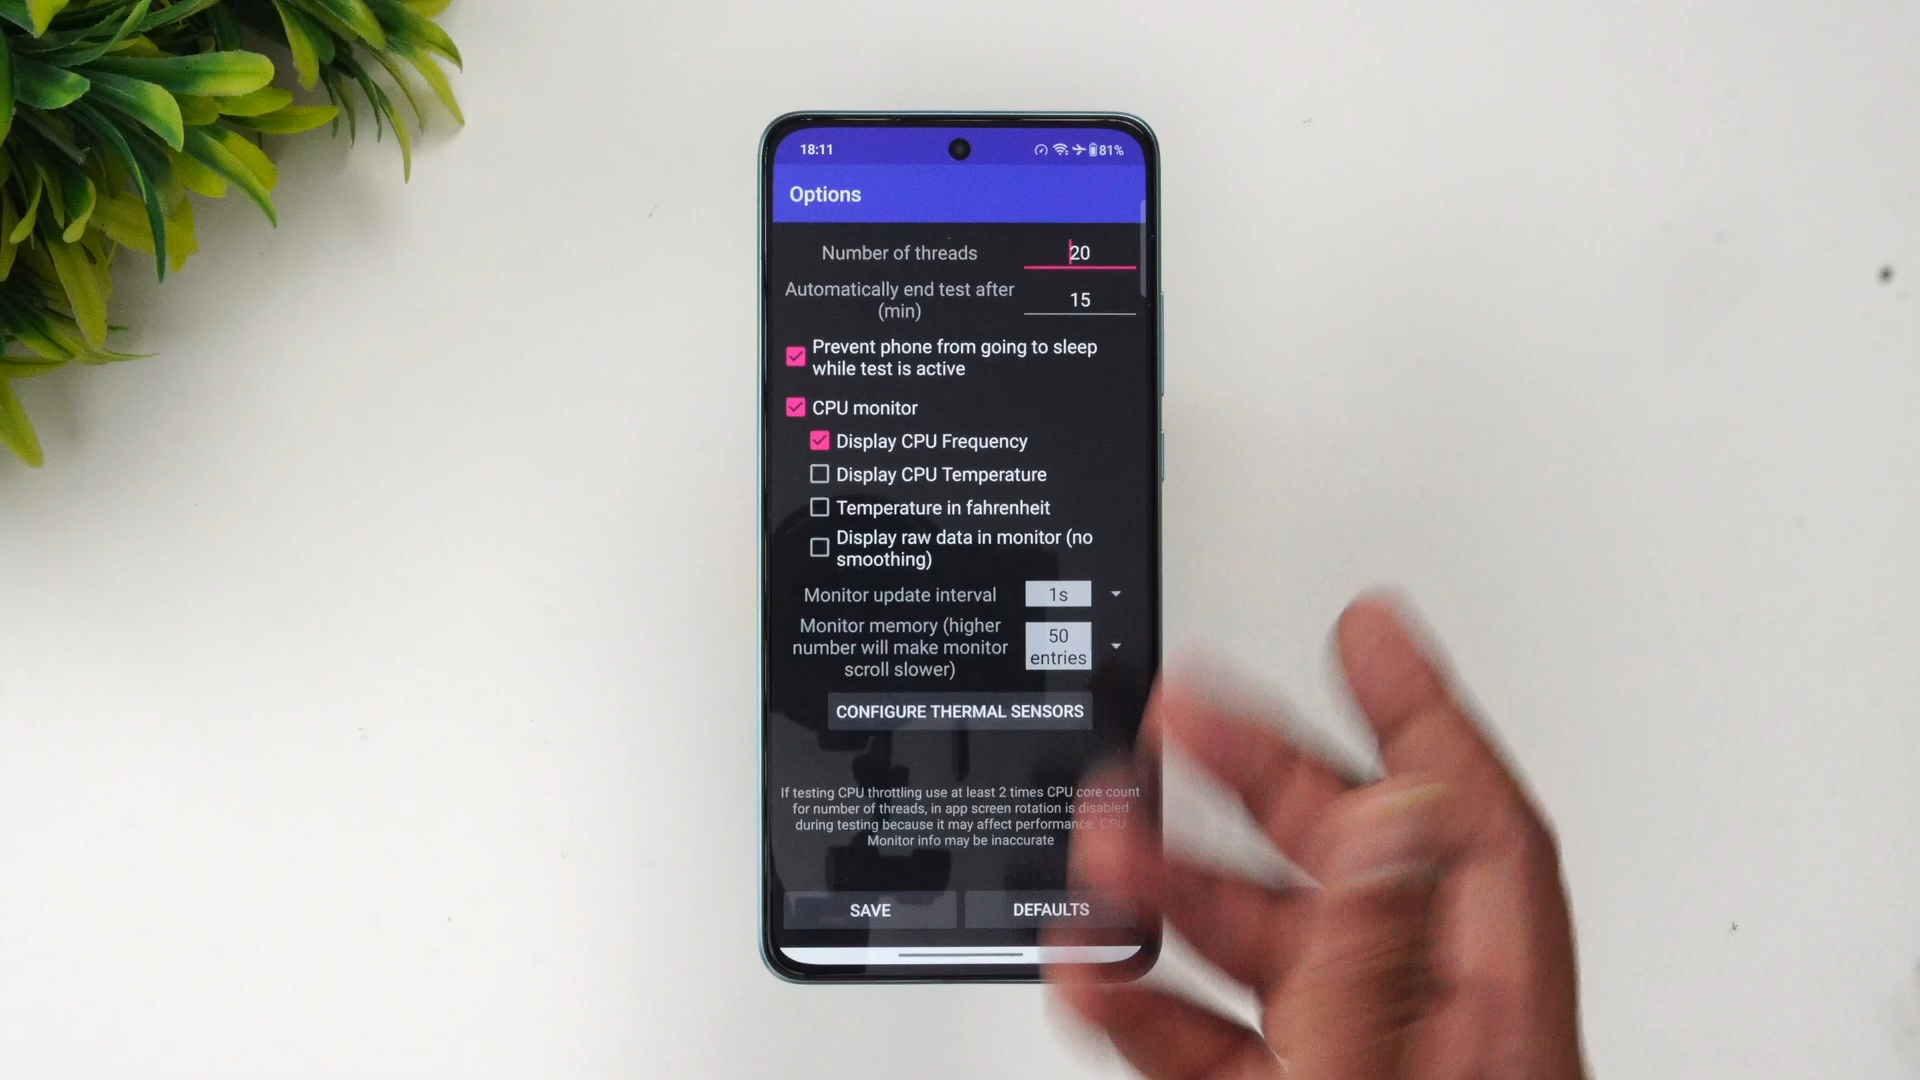 18:11
81%
Options
Number of threads
20
Automatically end test after
(min)
15
Prevent phone from going to sleep
while test is active
CPU monitor
Display CPU Frequency
Display CPU Temperature
Temperature in fahrenheit
Display raw data in monitor (no
smoothing)
Monitor update interval
1s
Monitor memory (higher
number will make monitor
scroll slower)
50
entries
CONFIGURE THERMAL SENSORS
If testing CPU throttling use at least 2 times CPU core count
for number of threads, in app screen rotation is disabled
during testing because it may affect performance. CPU
Monitor info may be inaccurate
SAVE
DEFAULTS